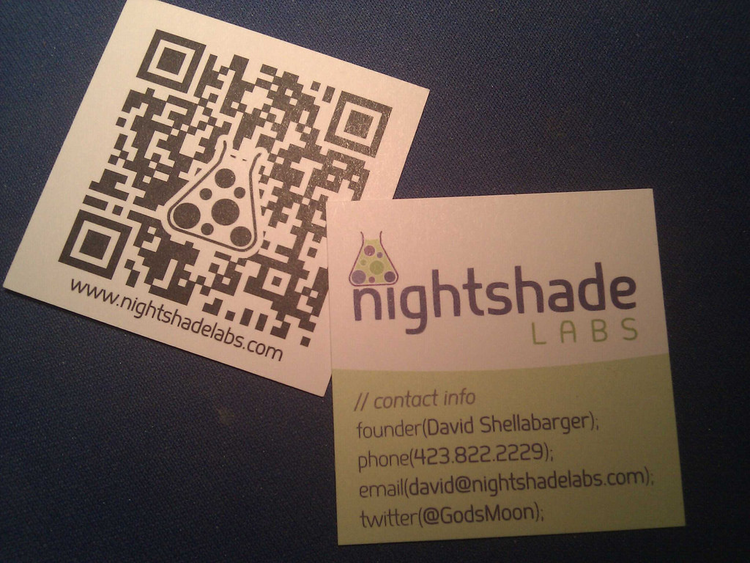 www.nightshadelabs.com
nightshade
LABS
// contact info
founder(David Shellabarger);
phone(423.822.2229);
email(david@nightshadelabs.com);
twitter(@GodsMoon);